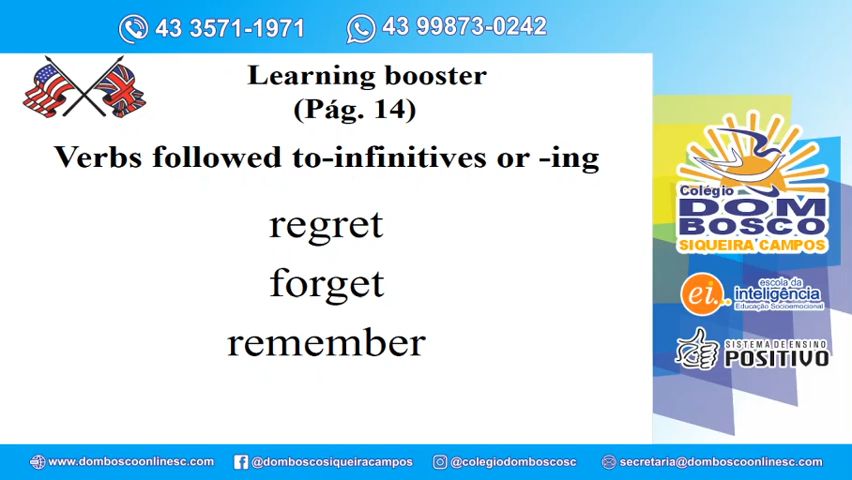 43 3571-1971 43 99873-0242
Learning booster
(Pág. 14)
Verbs followed to-infinitives or -ing
regret
forget
remember
Colégio
DOM
BOSCO
SIQUEIRA CAMPOS
ei...
escola da
inteligência
Educação Socioemocional
SISTEMA DE ENSINO
POSITIVO
www.domboscoonlinesc.com @domboscosiqueiracampos @colegiodomboscosc secretaria@domboscoonlinesc.com